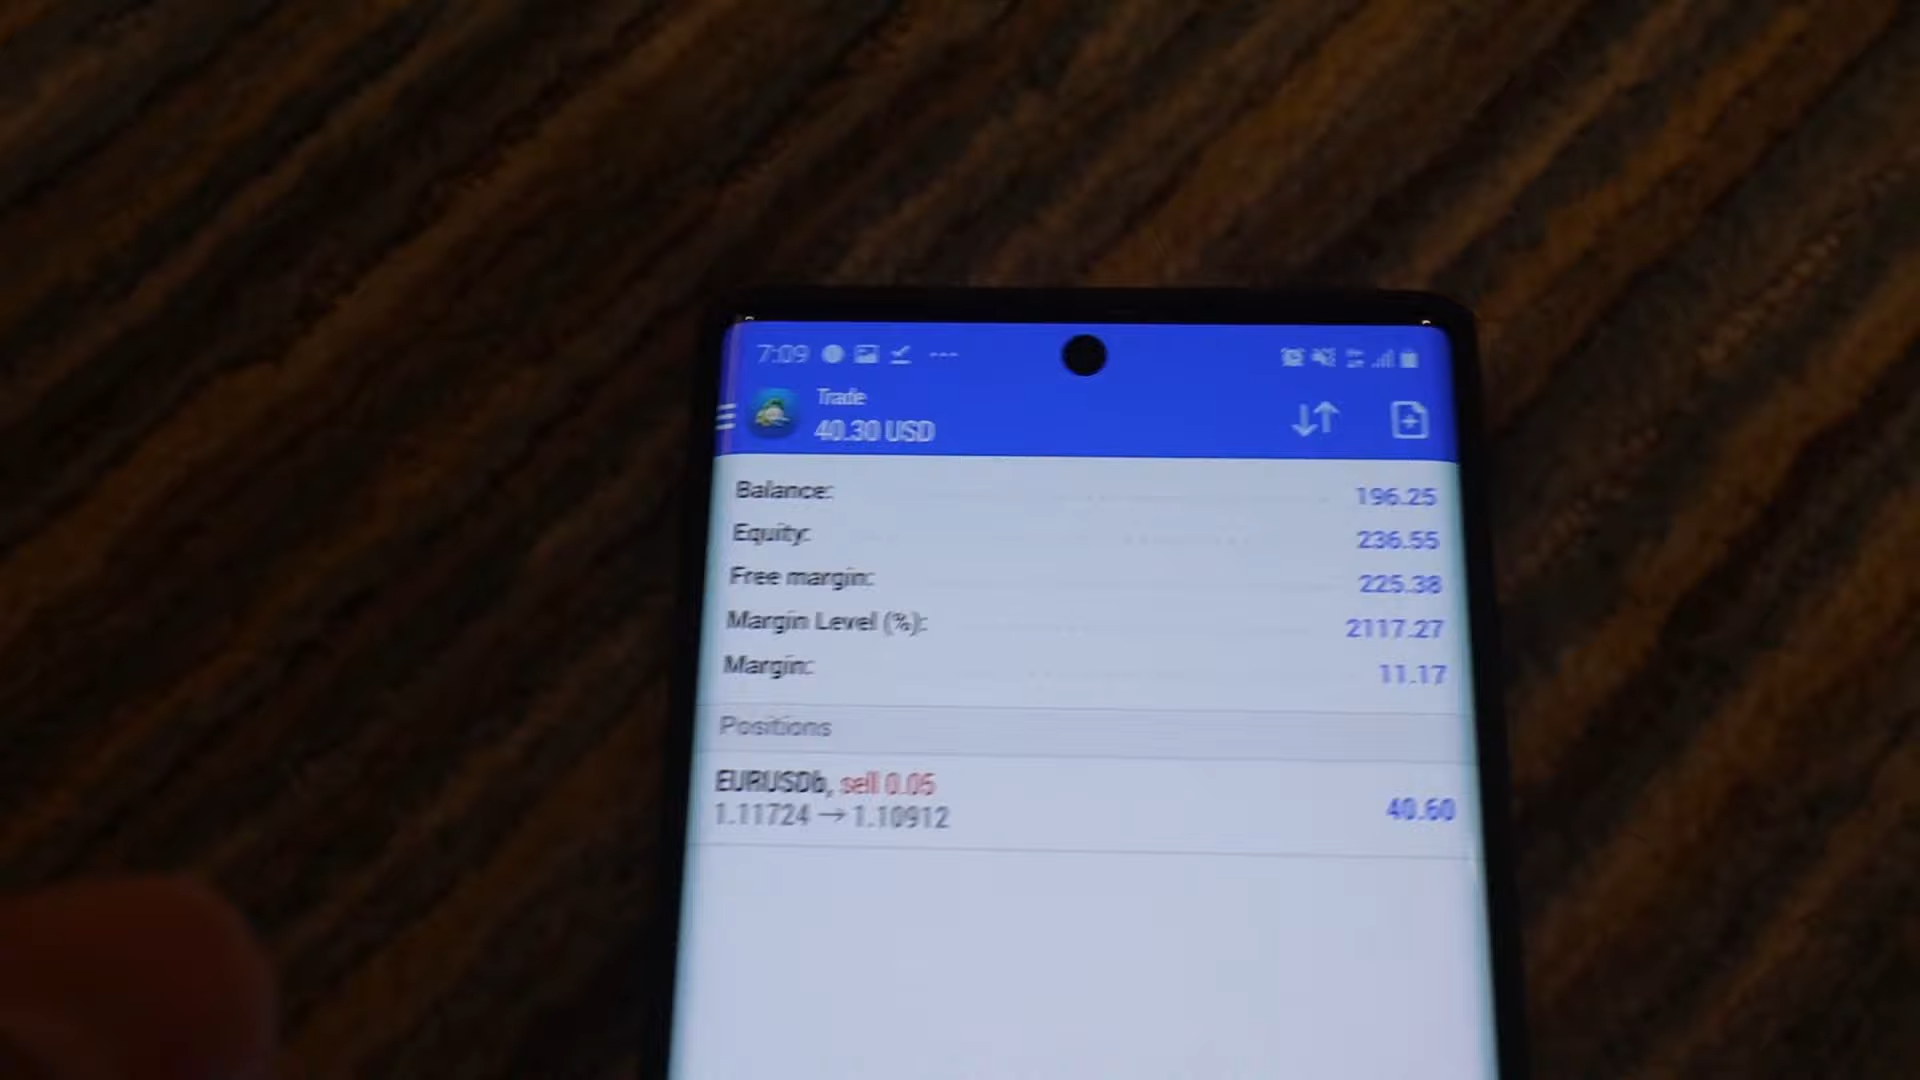 7:09
Trade
40.30 USD
Balance: 196.25
Equity: 236.55
Free margin: 225.38
Margin Level (%): 2117.27
Margin: 11.17
Positions
EURUSDb, sell 0.05
1.11724 → 1.10912 40.60